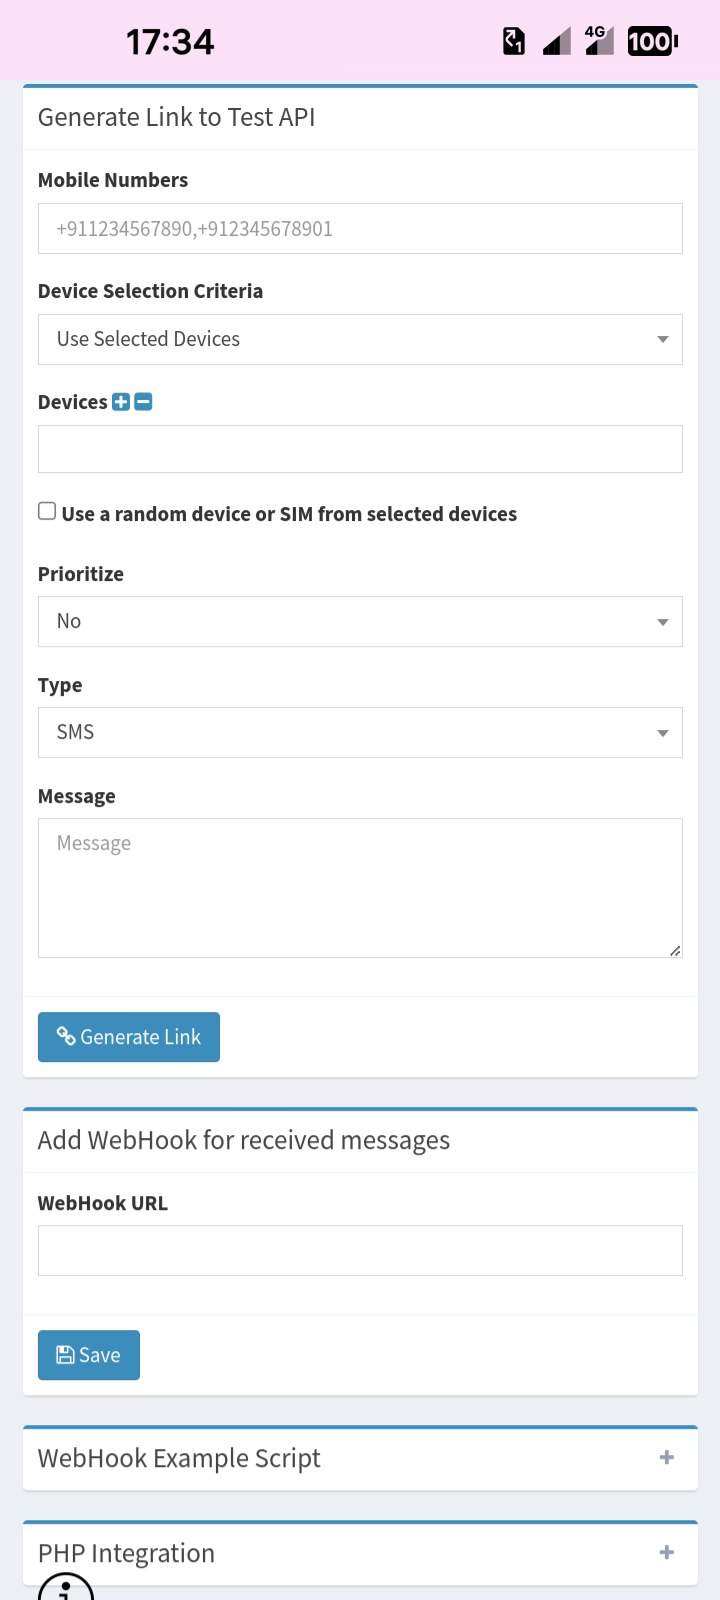 17:34
1
4G
100
Generate Link to Test API
Mobile Numbers
+911234567890,+912345678901
Device Selection Criteria
Use Selected Devices
Devices
Use a random device or SIM from selected devices
Prioritize
No
Type
SMS
Message
Message
Generate Link
Add WebHook for received messages
WebHook URL
Save
WebHook Example Script
PHP Integration